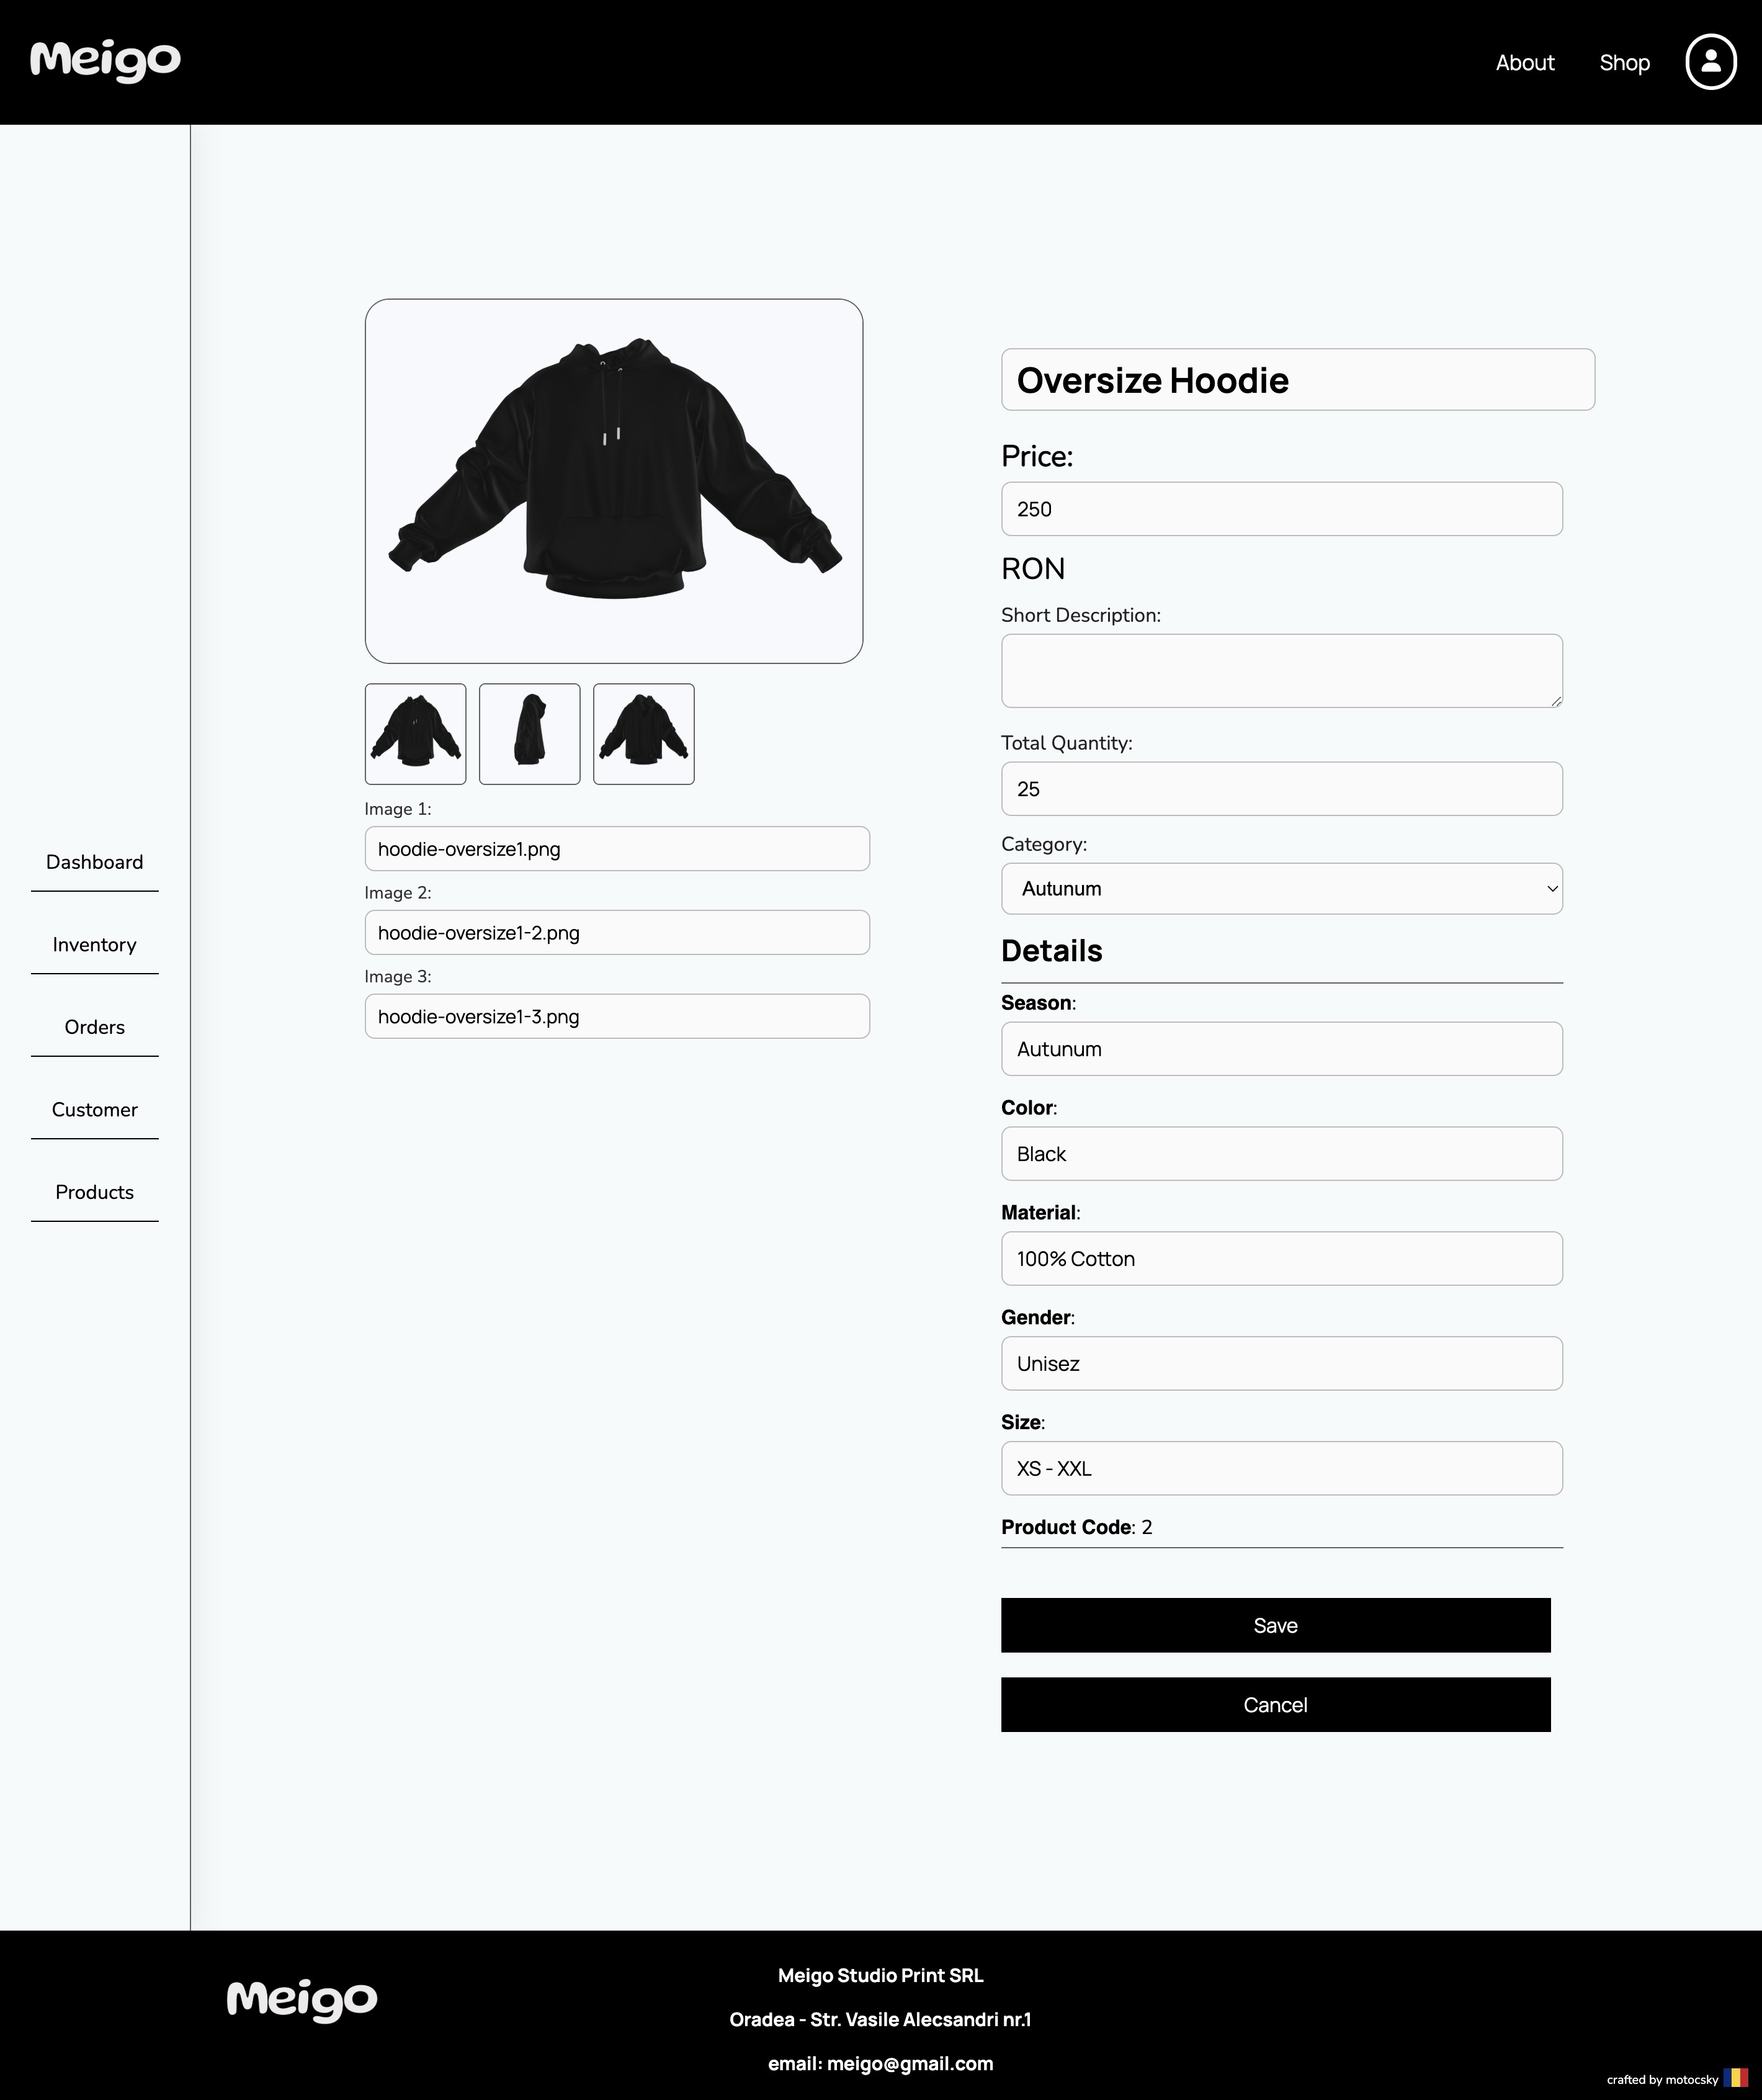 Meigo
About
Shop
Dashboard
Inventory
Orders
Customer
Products
Image 1:
hoodie-oversize1.png
Image 2:
hoodie-oversize1-2.png
Image 3:
hoodie-oversize1-3.png
Oversize Hoodie
Price:
250
RON
Short Description:
Total Quantity:
25
Category:
Autunum
Details
Season:
Autunum
Color:
Black
Material:
100% Cotton
Gender:
Unisez
Size:
XS - XXL
Product Code: 2
Save
Cancel
Meigo
Meigo Studio Print SRL
Oradea - Str. Vasile Alecsandri nr.1
email: meigo@gmail.com
crafted by motocsky